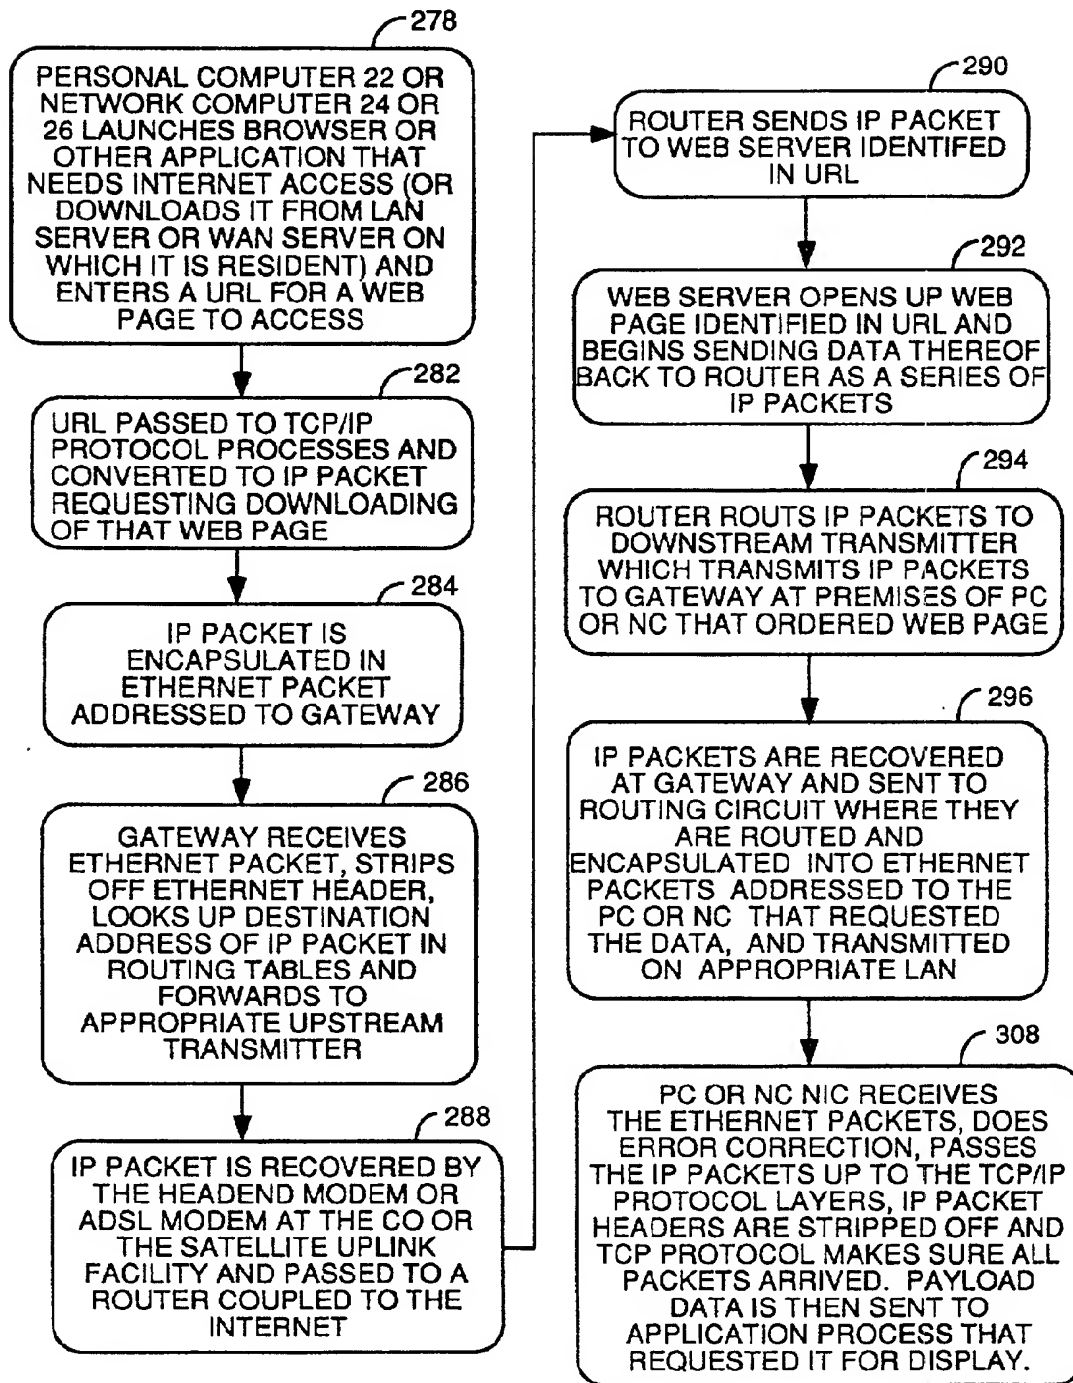 278
PERSONAL COMPUTER 22 OR
NETWORK COMPUTER 24 OR
26 LAUNCHES BROWSER OR
OTHER APPLICATION THAT
NEEDS INTERNET ACCESS (OR
DOWNLOADS IT FROM LAN
SERVER OR WAN SERVER ON
WHICH IT IS RESIDENT) AND
ENTERS A URL FOR A WEB
PAGE TO ACCESS
282
URL PASSED TO TCP/IP
PROTOCOL PROCESSES AND
CONVERTED TO IP PACKET
REQUESTING DOWNLOADING
OF THAT WEB PAGE
284
IP PACKET IS
ENCAPSULATED IN
ETHERNET PACKET
ADDRESSED TO GATEWAY
286
GATEWAY RECEIVES
ETHERNET PACKET, STRIPS
OFF ETHERNET HEADER,
LOOKS UP DESTINATION
ADDRESS OF IP PACKET IN
ROUTING TABLES AND
FORWARDS TO
APPROPRIATE UPSTREAM
TRANSMITTER
288
IP PACKET IS RECOVERED BY
THE HEADEND MODEM OR
ADSL MODEM AT THE CO OR
THE SATELLITE UPLINK
FACILITY AND PASSED TO A
ROUTER COUPLED TO THE
INTERNET
290
ROUTER SENDS IP PACKET
TO WEB SERVER IDENTIFED
IN URL
292
WEB SERVER OPENS UP WEB
PAGE IDENTIFIED IN URL AND
BEGINS SENDING DATA THEREOF
BACK TO ROUTER AS A SERIES OF
IP PACKETS
294
ROUTER ROUTS IP PACKETS TO
DOWNSTREAM TRANSMITTER
WHICH TRANSMITS IP PACKETS
TO GATEWAY AT PREMISES OF PC
OR NC THAT ORDERED WEB PAGE
296
IP PACKETS ARE RECOVERED
AT GATEWAY AND SENT TO
ROUTING CIRCUIT WHERE THEY
ARE ROUTED AND
ENCAPSULATED INTO ETHERNET
PACKETS ADDRESSED TO THE
PC OR NC THAT REQUESTED
THE DATA, AND TRANSMITTED
ON APPROPRIATE LAN
308
PC OR NC NIC RECEIVES
THE ETHERNET PACKETS, DOES
ERROR CORRECTION, PASSES
THE IP PACKETS UP TO THE TCP/IP
PROTOCOL LAYERS, IP PACKET
HEADERS ARE STRIPPED OFF AND
TCP PROTOCOL MAKES SURE ALL
PACKETS ARRIVED. PAYLOAD
DATA IS THEN SENT TO
APPLICATION PROCESS THAT
REQUESTED IT FOR DISPLAY.